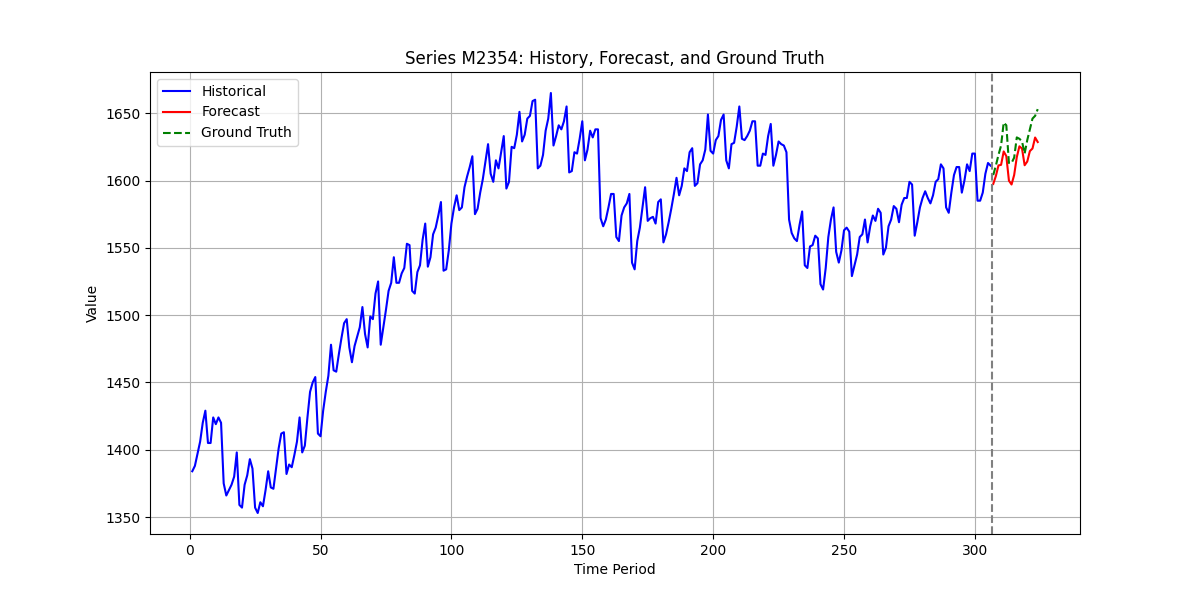 Series M2354: History, Forecast, and Ground Truth
Historical
Forecast
Ground Truth
Value
1650
1600
1550
1500
1450
1400
1350
0 50 100 150 200 250 300
Time Period